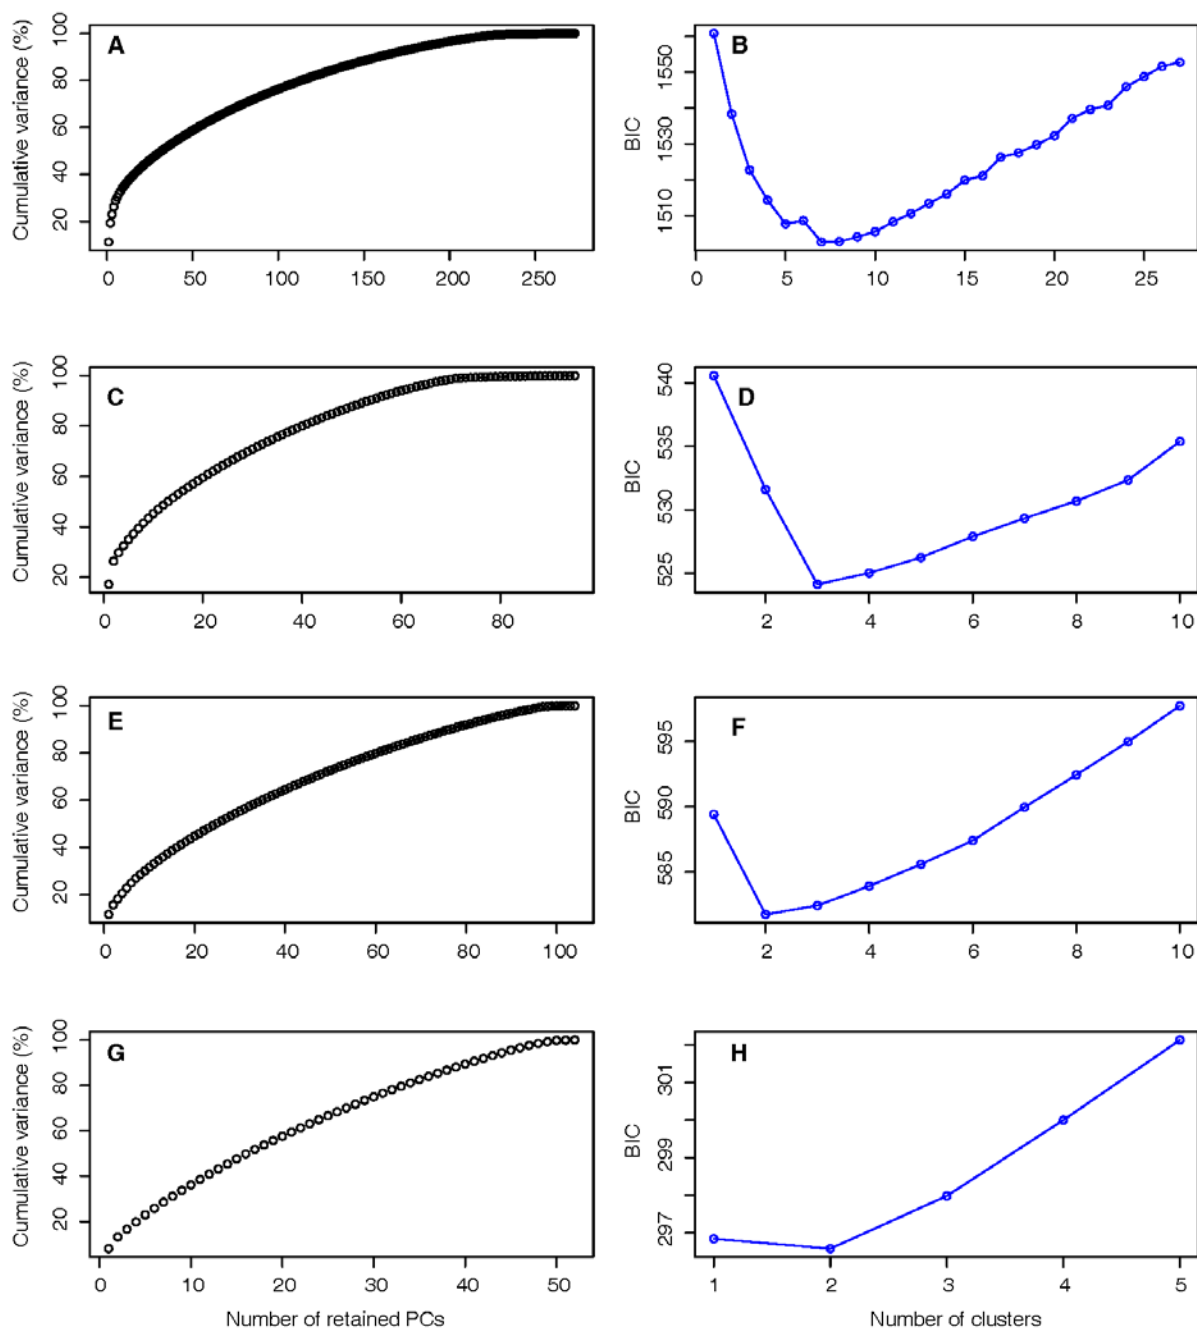 A
Cumulative variance (%)
20 40 60 80 100
0 50 100 150 200 250
B
BIC
1510 1530 1550
0 5 10 15 20 25
C
Cumulative variance (%)
20 40 60 80 100
0 20 40 60 80
D
BIC
525 530 535 540
2 4 6 8 10
E
Cumulative variance (%)
20 40 60 80 100
0 20 40 60 80 100
F
BIC
585 590 595
2 4 6 8 10
G
Cumulative variance (%)
20 40 60 80 100
0 10 20 30 40 50
Number of retained PCs
H
BIC
297 299 301
1 2 3 4 5
Number of clusters